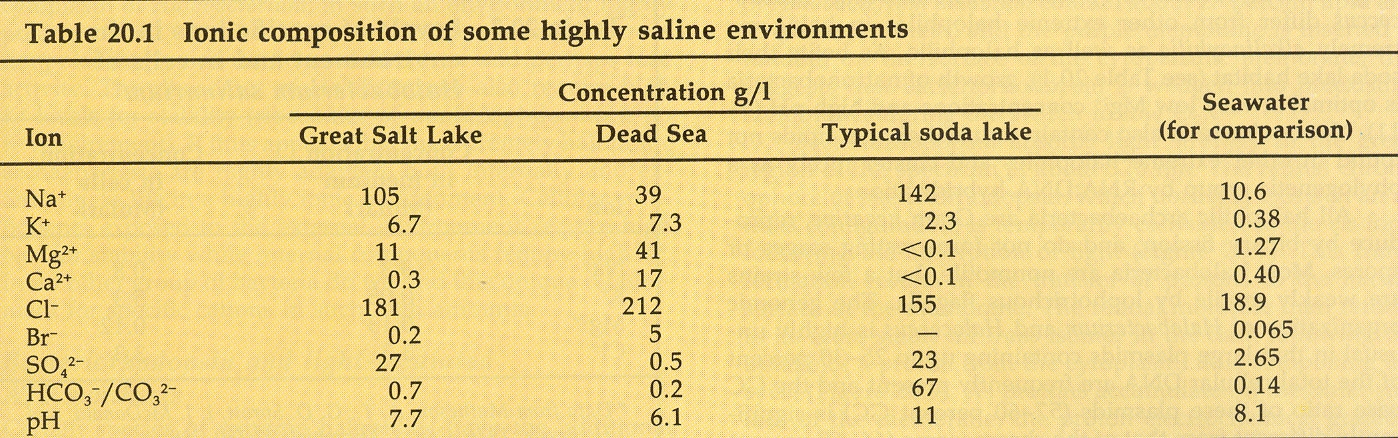 Table 20.1 Ionic composition of some highly saline environments
Concentration g/l
Seawater
Ion Great Salt Lake Dead Sea Typical soda lake (for comparison)
Na⁺ 105 39 142 10.6
K⁺ 6.7 7.3 2.3 0.38
Mg²⁺ 11 41 <0.1 1.27
Ca²⁺ 0.3 17 <0.1 0.40
Cl⁻ 181 212 155 18.9
Br⁻ 0.2 5 — 0.065
SO₄²⁻ 27 0.5 23 2.65
HCO₃⁻/CO₃²⁻ 0.7 0.2 67 0.14
pH 7.7 6.1 11 8.1